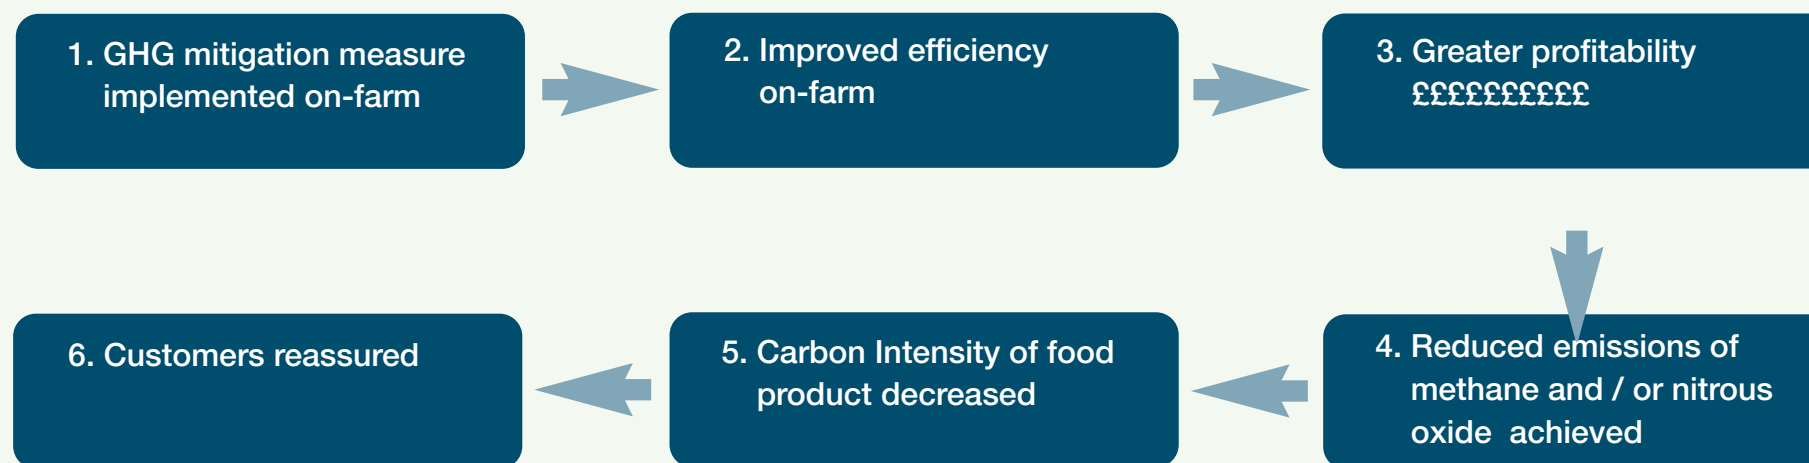 1. GHG mitigation measure
implemented on-farm
2. Improved efficiency
on-farm
3. Greater profitability
££££££££££
4. Reduced emissions of
methane and / or nitrous
oxide  achieved
5. Carbon Intensity of food
product decreased
6. Customers reassured